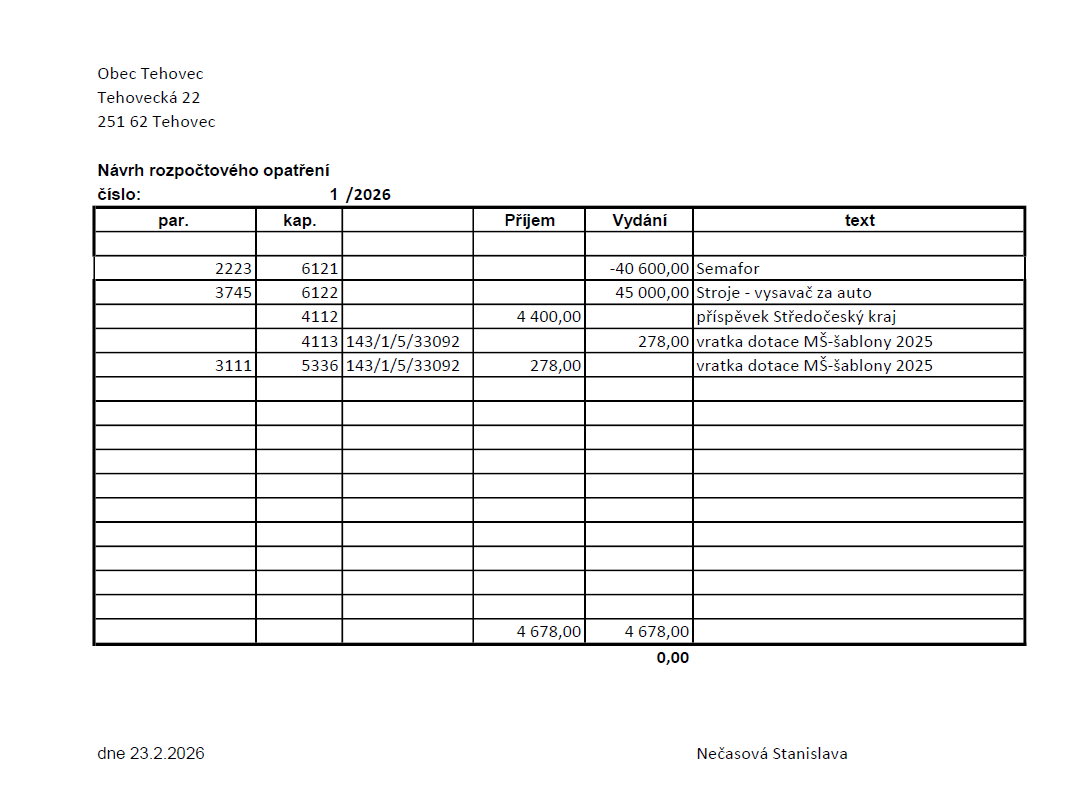 Obec Tehovec
Tehovecká 22
251 62 Tehovec
Návrh rozpočtového opatření
číslo: 1 /2026
par. kap. Příjem Vydání text
2223 6121 -40 600,00 Semafor
3745 6122 45 000,00 Stroje - vysavač za auto
4112 4 400,00 příspěvek Středočeský kraj
4113 143/1/5/33092 278,00 vratka dotace MŠ-šablony 2025
3111 5336 143/1/5/33092 278,00 vratka dotace MŠ-šablony 2025
4 678,00 4 678,00
0,00
dne 23.2.2026 Nečasová Stanislava